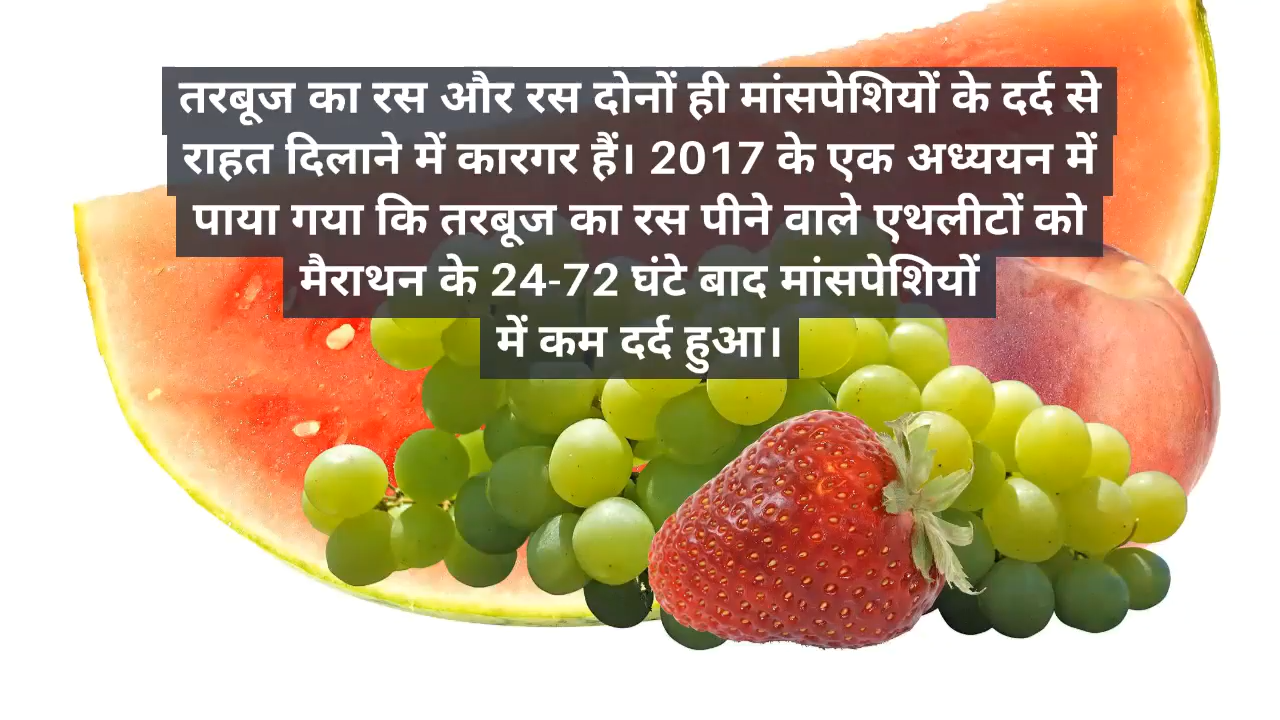 तरबूज का रस और रस दोनों ही मांसपेशियों के दर्द से
राहत दिलाने में कारगर हैं। 2017 के एक अध्ययन में
पाया गया कि तरबूज का रस पीने वाले एथलीटों को
मैराथन के 24-72 घंटे बाद मांसपेशियों
में कम दर्द हुआ।